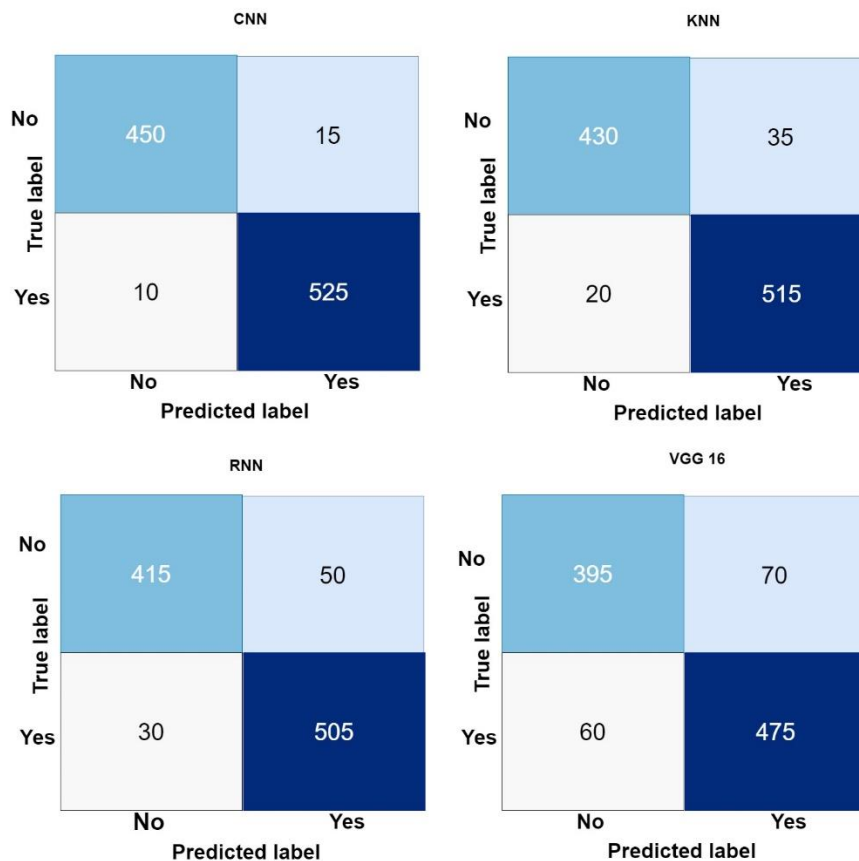 CNN
No
450
15
True label
Yes
10
525
No
Yes
Predicted label
KNN
No
430
35
True label
Yes
20
515
No
Yes
Predicted label
RNN
No
415
50
True label
Yes
30
505
No
Yes
Predicted label
VGG 16
No
395
70
True label
Yes
60
475
No
Yes
Predicted label